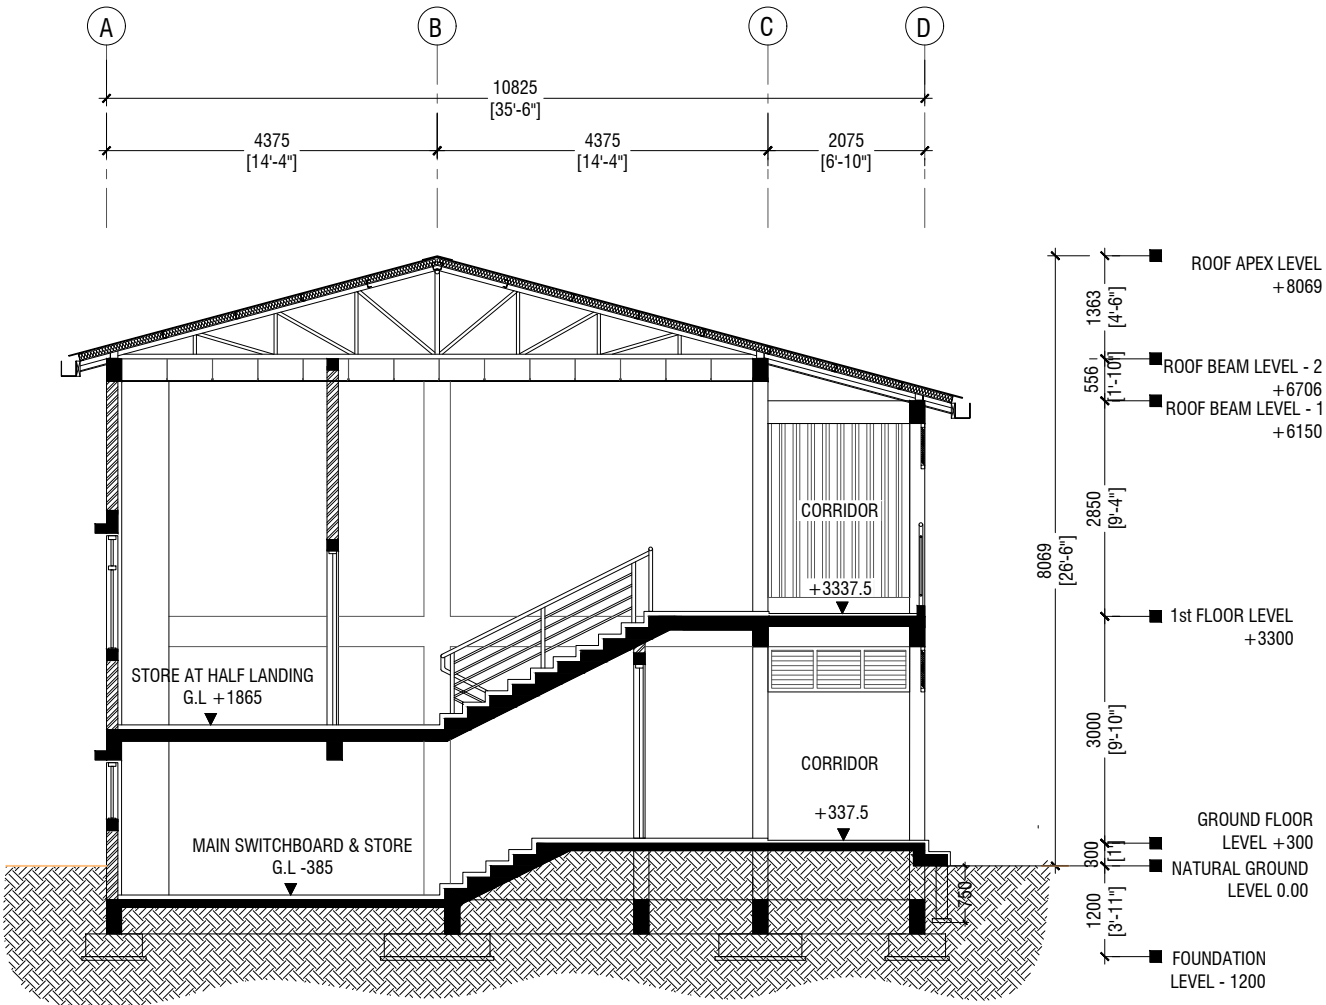 A
B
C
D
10825
[35'-6"]
4375
[14'-4"]
4375
[14'-4"]
2075
[6'-10"]
ROOF APEX LEVEL
+8069
1363
[4'-6"]
ROOF BEAM LEVEL - 2
+6706
556
[1'-10"]
ROOF BEAM LEVEL - 1
+6150
CORRIDOR
2850
[9'-4"]
8069
[26'-6"]
+3337.5
1st FLOOR LEVEL
+3300
STORE AT HALF LANDING
G.L +1865
3000
[9'-10"]
CORRIDOR
+337.5
GROUND FLOOR
LEVEL +300
MAIN SWITCHBOARD & STORE
G.L -385
300
[1']
NATURAL GROUND
LEVEL 0.00
750
1200
[3'-11"]
FOUNDATION
LEVEL - 1200